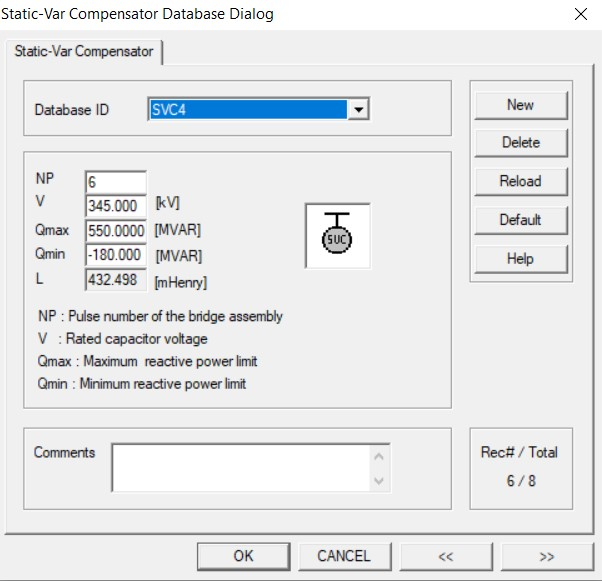 Static-Var Compensator Database Dialog
Static-Var Compensator
Database ID SVC4
New
Delete
Reload
Default
Help
NP 6
V 345.000 [kV]
Qmax 550.0000 [MVAR]
Qmin -180.000 [MVAR]
L 432.498 [mHenry]
SVC
NP : Pulse number of the bridge assembly
V : Rated capacitor voltage
Qmax : Maximum reactive power limit
Qmin : Minimum reactive power limit
Comments
Rec# / Total
6 / 8
OK CANCEL << >>